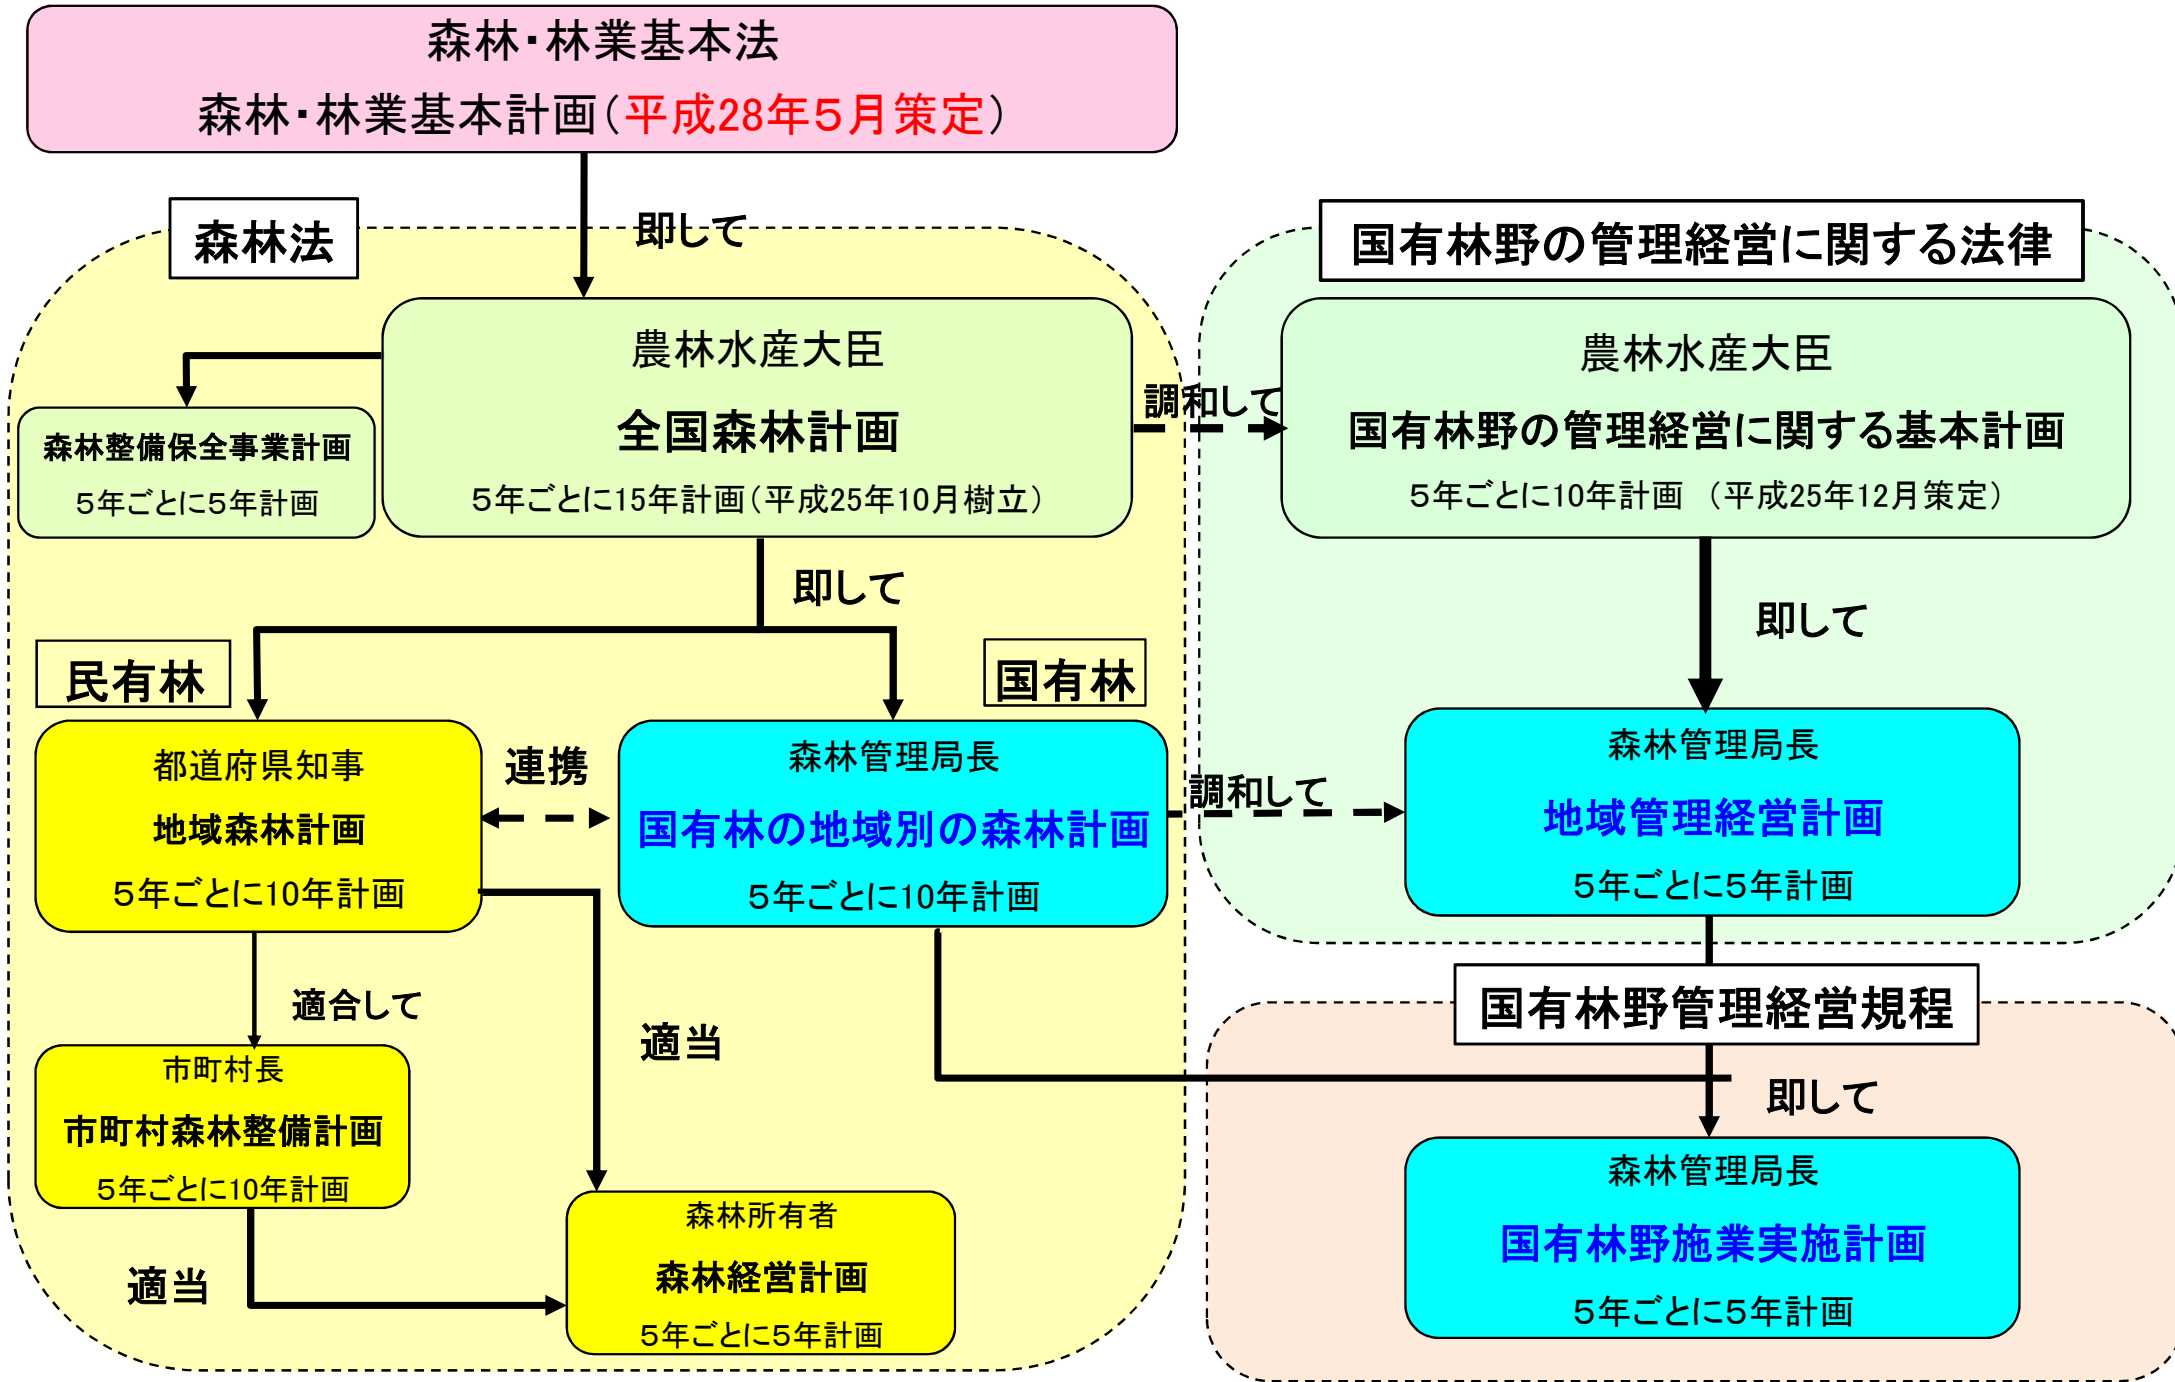 森林・林業基本法
森林・林業基本計画（平成28年５月策定）
即して
森林法
国有林野の管理経営に関する法律
農林水産大臣
全国森林計画
５年ごとに15年計画（平成25年10月樹立）
調和して
農林水産大臣
国有林野の管理経営に関する基本計画
５年ごとに10年計画 （平成25年12月策定）
森林整備保全事業計画
５年ごとに５年計画
即して
即して
民有林
国有林
都道府県知事
地域森林計画
５年ごとに10年計画
連携
森林管理局長
国有林の地域別の森林計画
５年ごとに10年計画
調和して
森林管理局長
地域管理経営計画
５年ごとに５年計画
適合して
適当
国有林野管理経営規程
即して
市町村長
市町村森林整備計画
５年ごとに10年計画
適当
森林所有者
森林経営計画
５年ごとに５年計画
森林管理局長
国有林野施業実施計画
５年ごとに５年計画